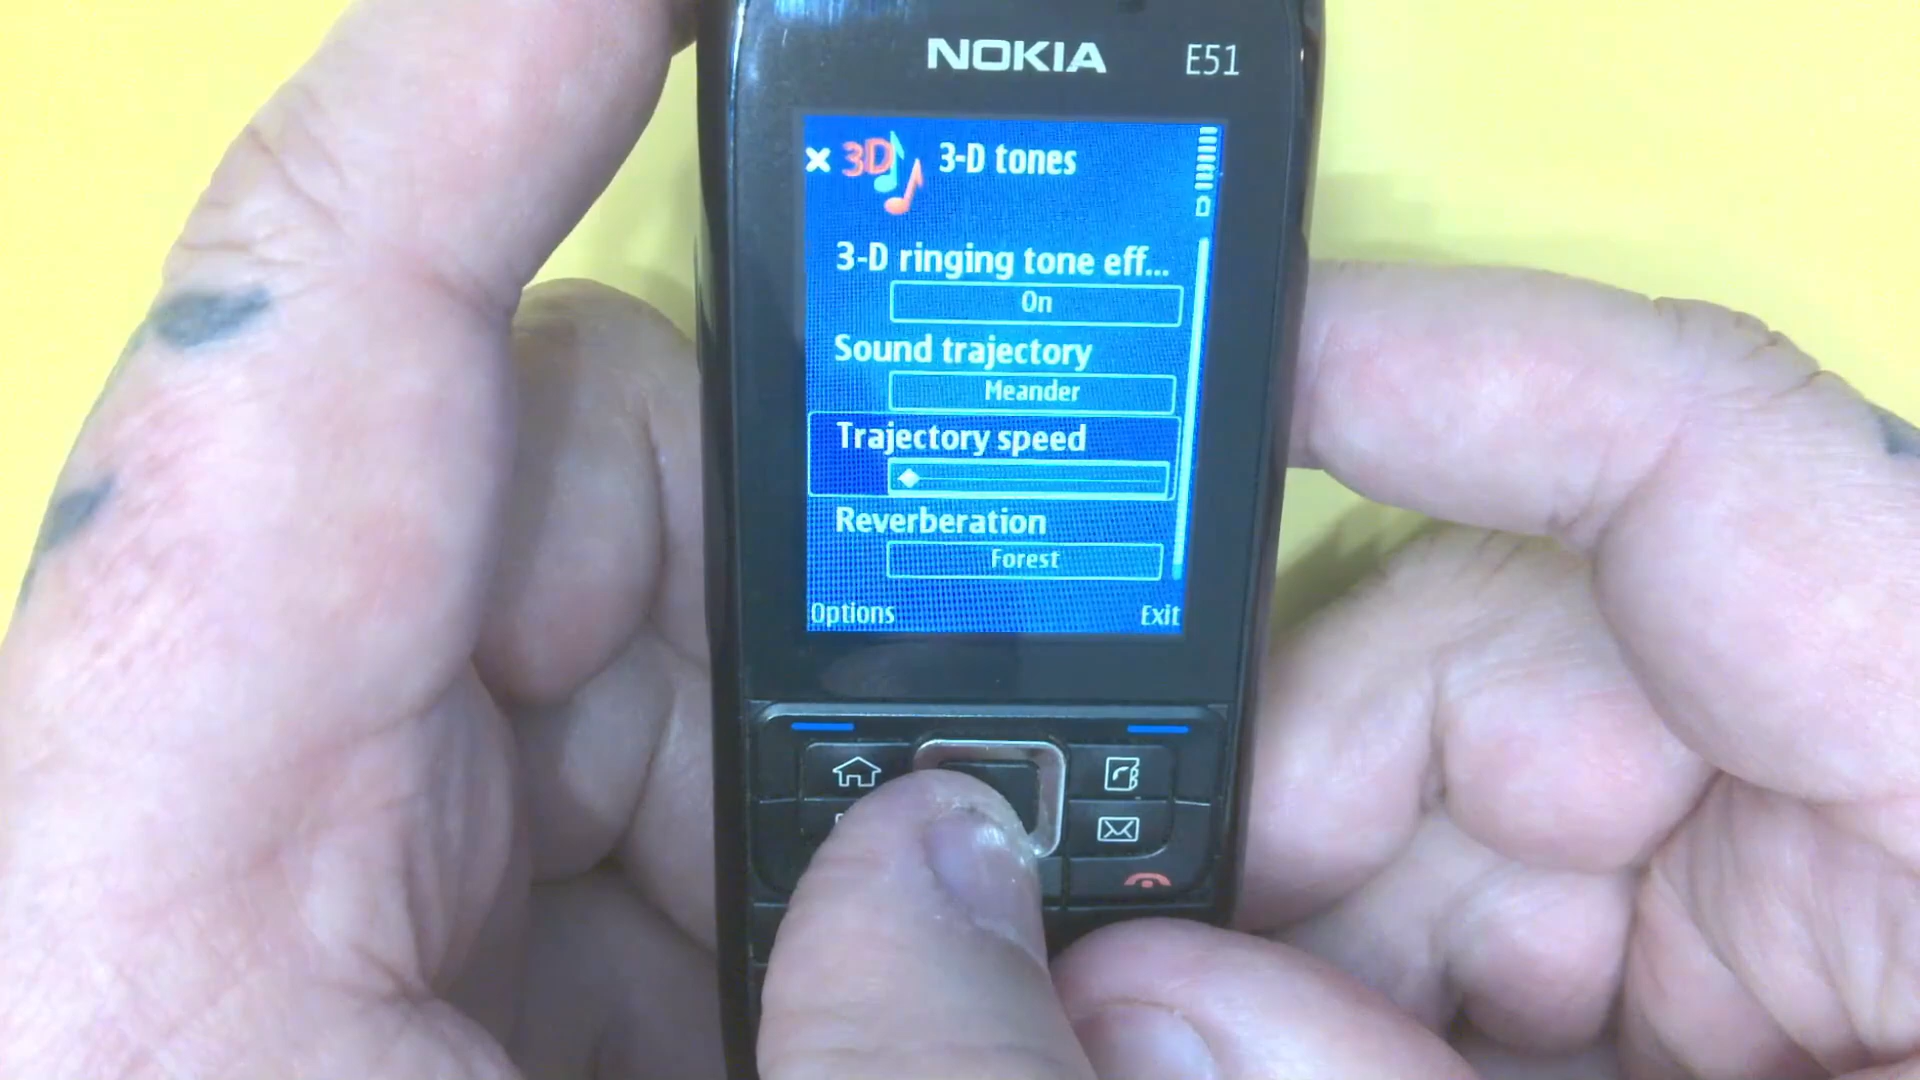 NOKIA E51
3D 3-D tones
3-D ringing tone eff...
On
Sound trajectory
Meander
Trajectory speed
Reverberation
Forest
Options Exit